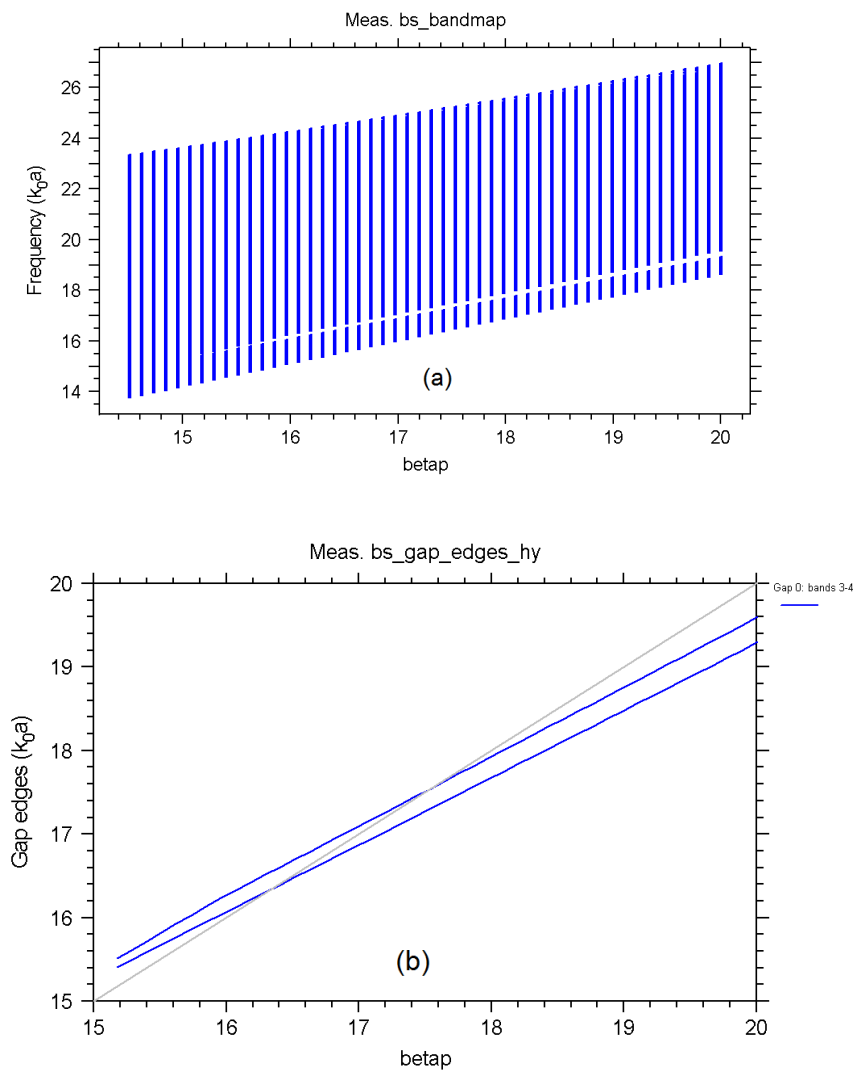 Meas. bs_bandmap
Frequency (k0a)
26
24
22
20
18
16
14
(a)
15 16 17 18 19 20
betap
Meas. bs_gap_edges_hy
Gap 0: bands 3-4
Gap edges (k0a)
20
19
18
17
16
15
(b)
15 16 17 18 19 20
betap